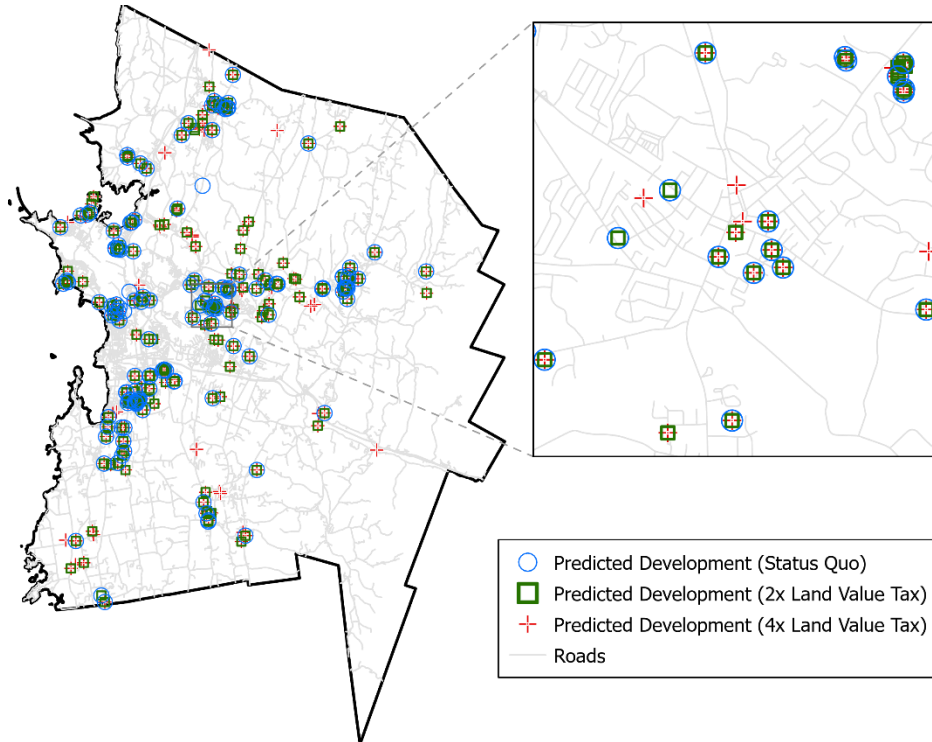 Predicted Development (Status Quo)
Predicted Development (2x Land Value Tax)
Predicted Development (4x Land Value Tax)
Roads